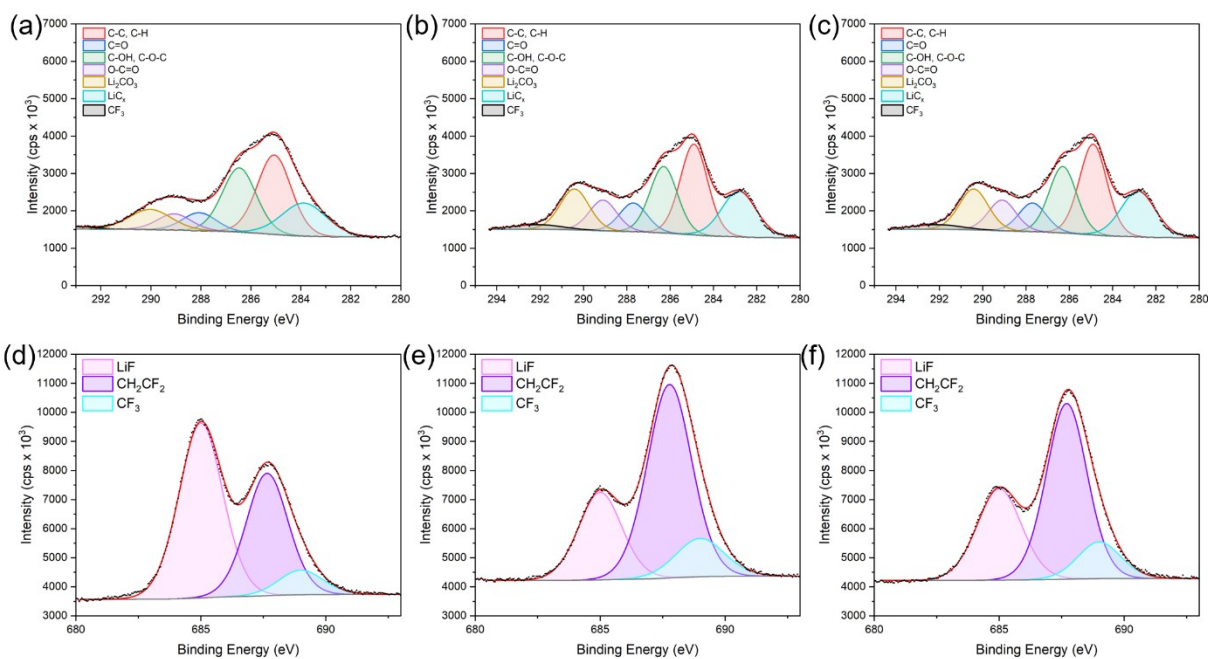 (a)
7000
6000
5000
4000
3000
2000
1000
0
Intensity (cps x 10³)
C-C, C-H
C=O
C-OH, C-O-C
O-C=O
Li₂CO₃
LiCₓ
CF₃
292 290 288 286 284 282 280
Binding Energy (eV)
(b)
7000
6000
5000
4000
3000
2000
1000
0
Intensity (cps x 10³)
C-C, C-H
C=O
C-OH, C-O-C
O-C=O
Li₂CO₃
LiCₓ
CF₃
294 292 290 288 286 284 282 280
Binding Energy (eV)
(c)
7000
6000
5000
4000
3000
2000
1000
0
Intensity (cps x 10³)
C-C, C-H
C=O
C-OH, C-O-C
O-C=O
Li₂CO₃
LiCₓ
CF₃
294 292 290 288 286 284 282 280
Binding Energy (eV)
(d)
12000
11000
10000
9000
8000
7000
6000
5000
4000
3000
Intensity (cps x 10³)
LiF
CH₂CF₂
CF₃
680 685 690
Binding Energy (eV)
(e)
12000
11000
10000
9000
8000
7000
6000
5000
4000
3000
Intensity (cps x 10³)
LiF
CH₂CF₂
CF₃
680 685 690
Binding Energy (eV)
(f)
12000
11000
10000
9000
8000
7000
6000
5000
4000
3000
Intensity (cps x 10³)
LiF
CH₂CF₂
CF₃
680 685 690
Binding Energy (eV)